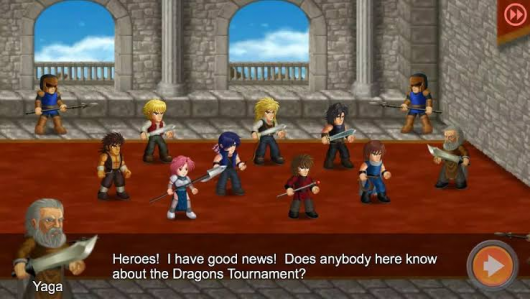 Heroes!  I have good news!  Does anybody here know
about the Dragons Tournament?
Yaga